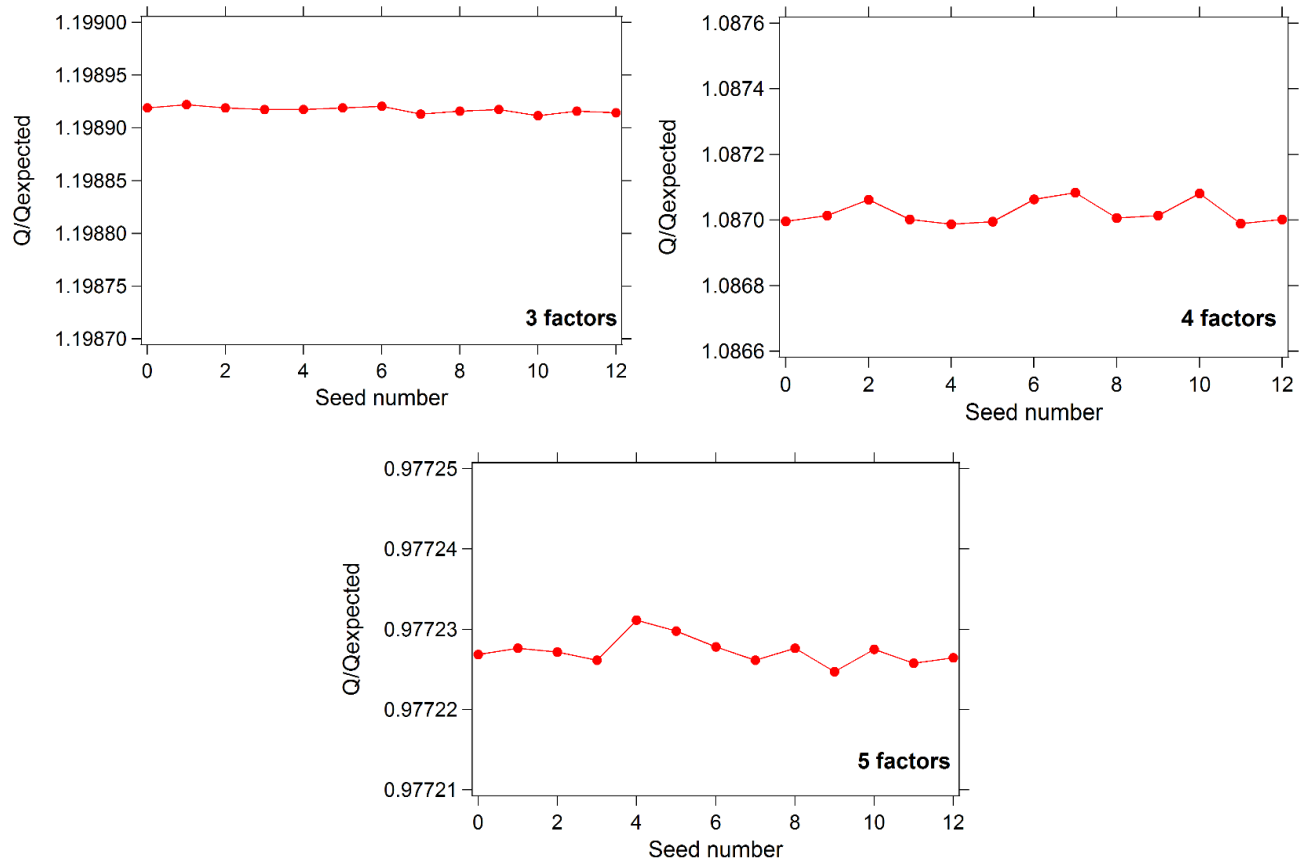 Q/Qexpected
1.19900
1.19895
1.19890
1.19885
1.19880
1.19875
1.19870
3 factors
0 2 4 6 8 10 12
Seed number
Q/Qexpected
1.0876
1.0874
1.0872
1.0870
1.0868
1.0866
4 factors
0 2 4 6 8 10 12
Seed number
Q/Qexpected
0.97725
0.97724
0.97723
0.97722
0.97721
5 factors
0 2 4 6 8 10 12
Seed number